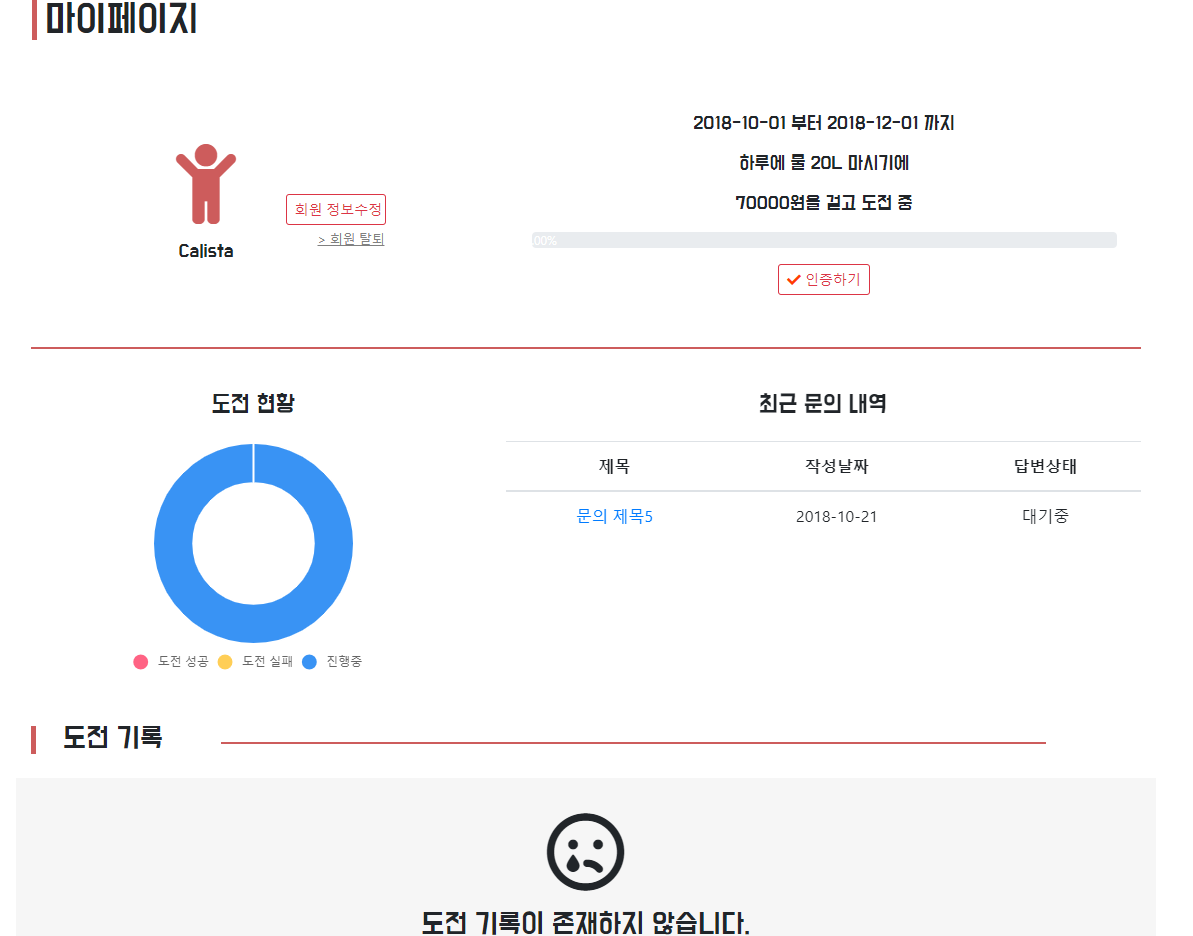 마이페이지
Calista
회원 정보수정
> 회원 탈퇴
2018-10-01 부터 2018-12-01 까지
하루에 물 20L 마시기에
70000원을 걸고 도전 중
00%
인증하기
도전 현황
도전 성공 도전 실패 진행중
최근 문의 내역
제목 작성날짜 답변상태
문의 제목5 2018-10-21 대기중
도전 기록
도전 기록이 존재하지 않습니다.